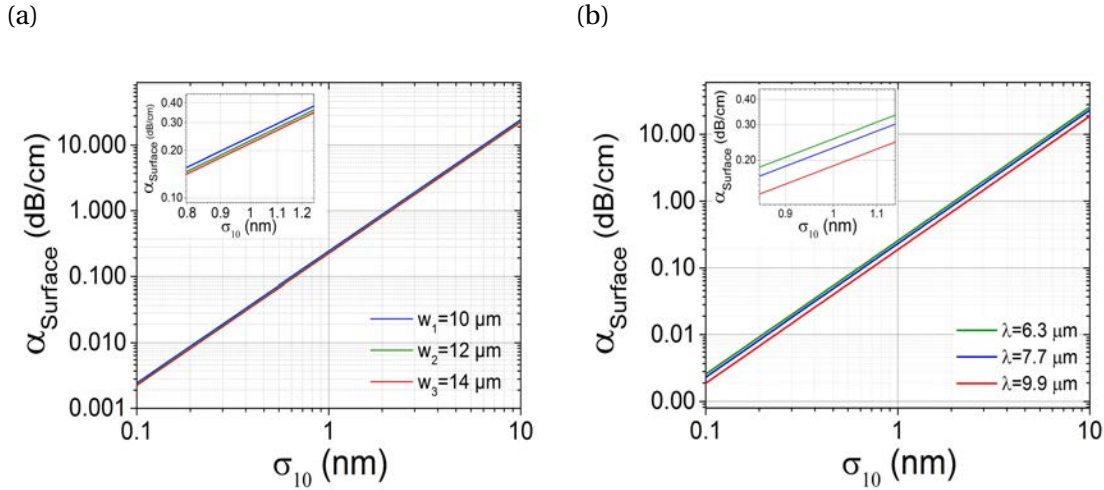 (a)
(b)
α_Surface (dB/cm)
10.000
1.000
0.100
0.010
0.001
0.1
1
10
σ₁₀ (nm)
α_Surface (dB/cm)
0.40
0.30
0.20
0.10
0.8
0.9
1
1.1
1.2
σ₁₀ (nm)
w₁=10 μm
w₂=12 μm
w₃=14 μm
α_Surface (dB/cm)
10.00
1.00
0.10
0.01
0.00
0.1
1
10
σ₁₀ (nm)
α_Surface (dB/cm)
0.40
0.30
0.20
0.9
1
1.1
σ₁₀ (nm)
λ=6.3 μm
λ=7.7 μm
λ=9.9 μm